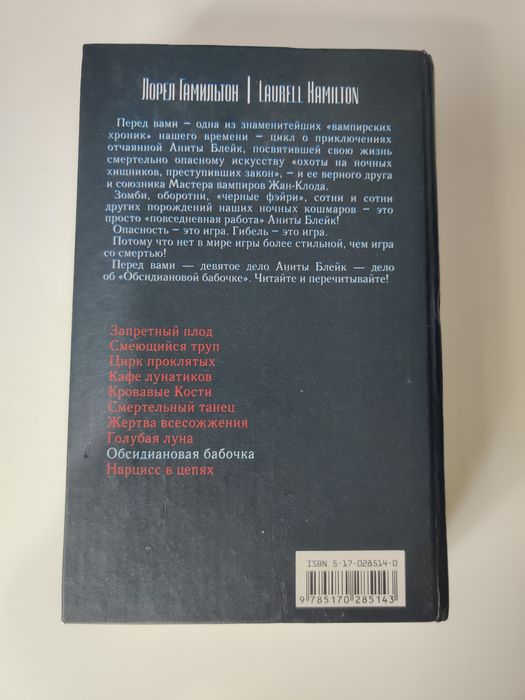 Лорел Гамильтон | Laurell Hamilton
Перед вами – одна из знаменитейших «вампирских
хроник» нашего времени – цикл о приключениях
отчаянной Аниты Блейк, посвятившей свою жизнь
смертельно опасному искусству «охоты на ночных
хищников, преступивших закон», – и ее верного друга
и союзника Мастера вампиров Жан-Клода.
Зомби, оборотни, «черные фэйри», сотни и сотни
других порождений наших ночных кошмаров – это
просто «повседневная работа» Аниты Блейк!
Опасность – это игра. Гибель – это игра.
Потому что нет в мире игры более стильной, чем игра
со смертью!
Перед вами — девятое дело Аниты Блейк — дело
об «Обсидиановой бабочке». Читайте и перечитывайте!
Запретный плод
Смеющийся труп
Цирк проклятых
Кафе лунатиков
Кровавые Кости
Смертельный танец
Жертва всесожжения
Голубая луна
Обсидиановая бабочка
Нарцисс в цепях
ISBN 5-17-028514-0
9 785170 285143